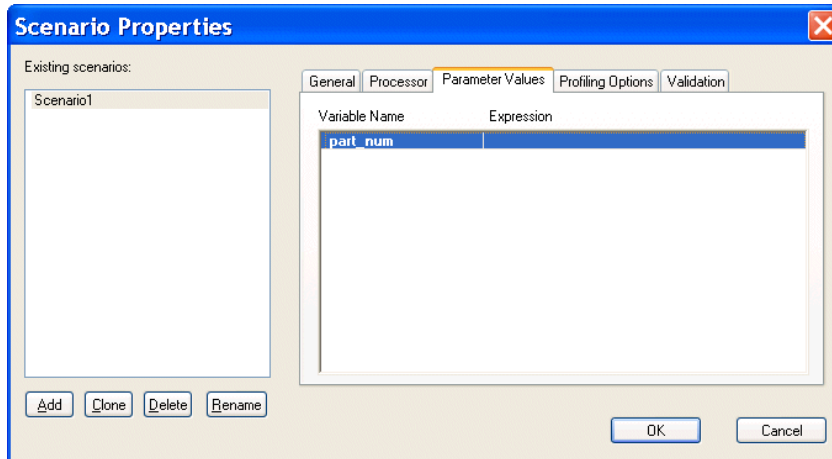 Scenario Properties
Existing scenarios:
Scenario1
Add Clone Delete Rename
General Processor Parameter Values Profiling Options Validation
Variable Name Expression
part_num
OK Cancel